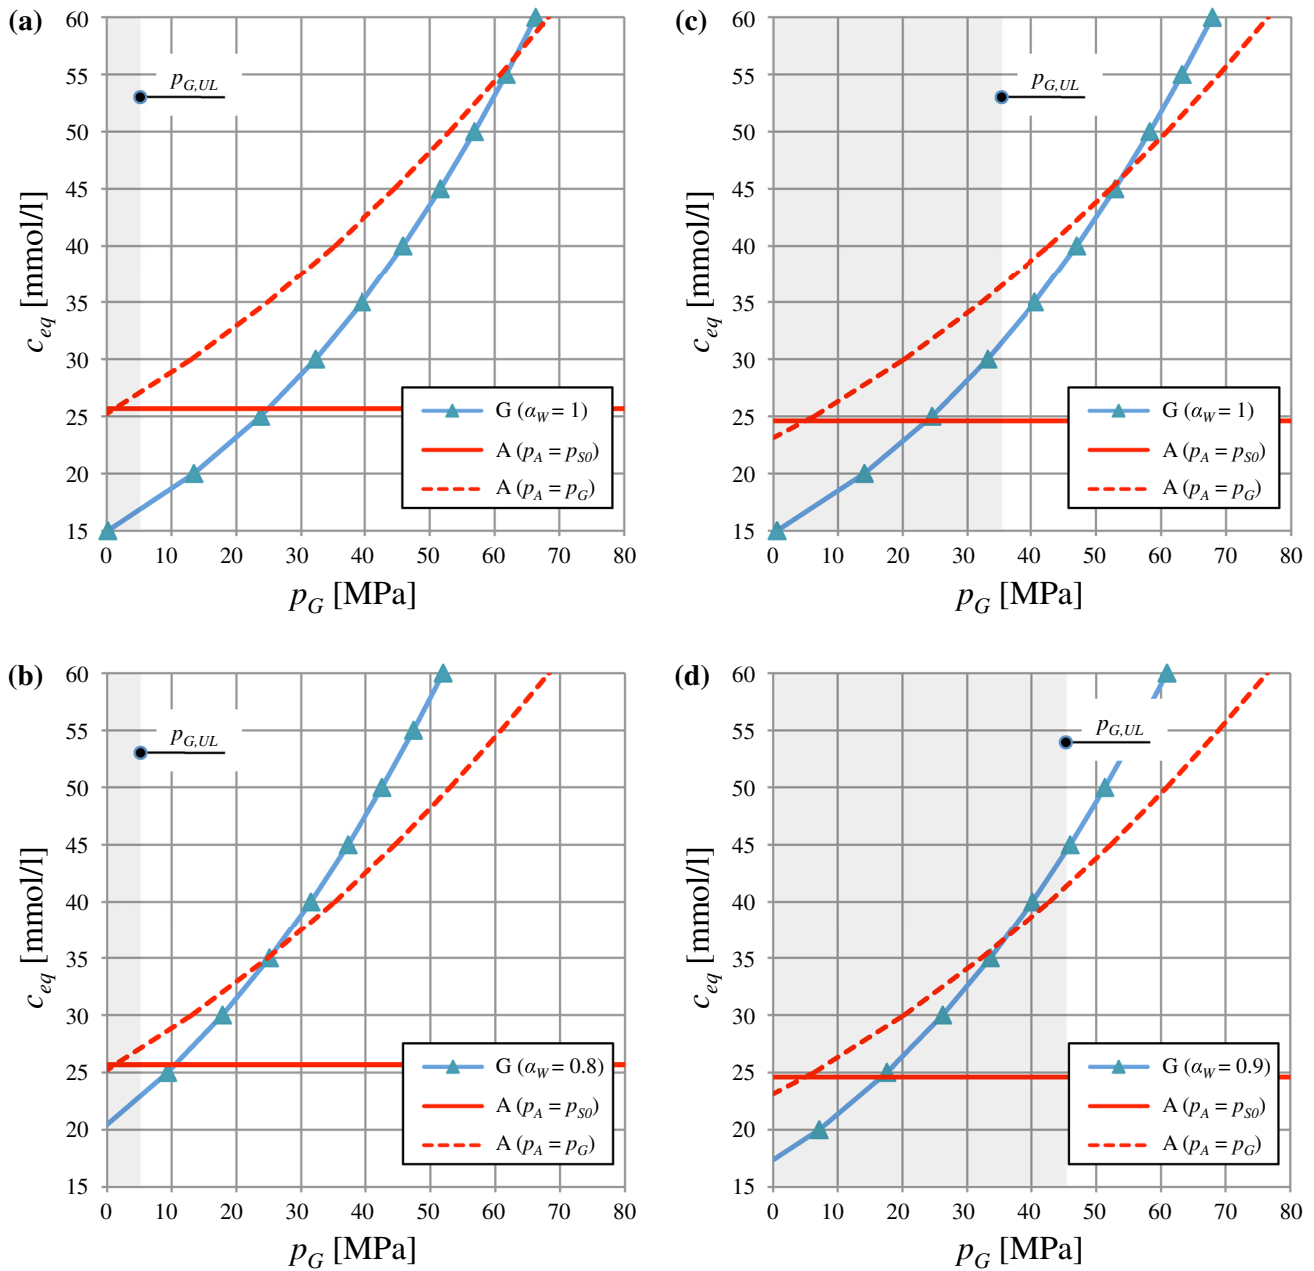 (a)
60
55
50
45
40
35
30
25
20
15
c_eq [mmol/l]
p_G,UL
G (α_W = 1)
A (p_A = p_S0)
A (p_A = p_G)
0 10 20 30 40 50 60 70 80
p_G [MPa]
(c)
60
55
50
45
40
35
30
25
20
15
c_eq [mmol/l]
p_G,UL
G (α_W = 1)
A (p_A = p_S0)
A (p_A = p_G)
0 10 20 30 40 50 60 70 80
p_G [MPa]
(b)
60
55
50
45
40
35
30
25
20
15
c_eq [mmol/l]
p_G,UL
G (α_W = 0.8)
A (p_A = p_S0)
A (p_A = p_G)
0 10 20 30 40 50 60 70 80
p_G [MPa]
(d)
60
55
50
45
40
35
30
25
20
15
c_eq [mmol/l]
p_G,UL
G (α_W = 0.9)
A (p_A = p_S0)
A (p_A = p_G)
0 10 20 30 40 50 60 70 80
p_G [MPa]